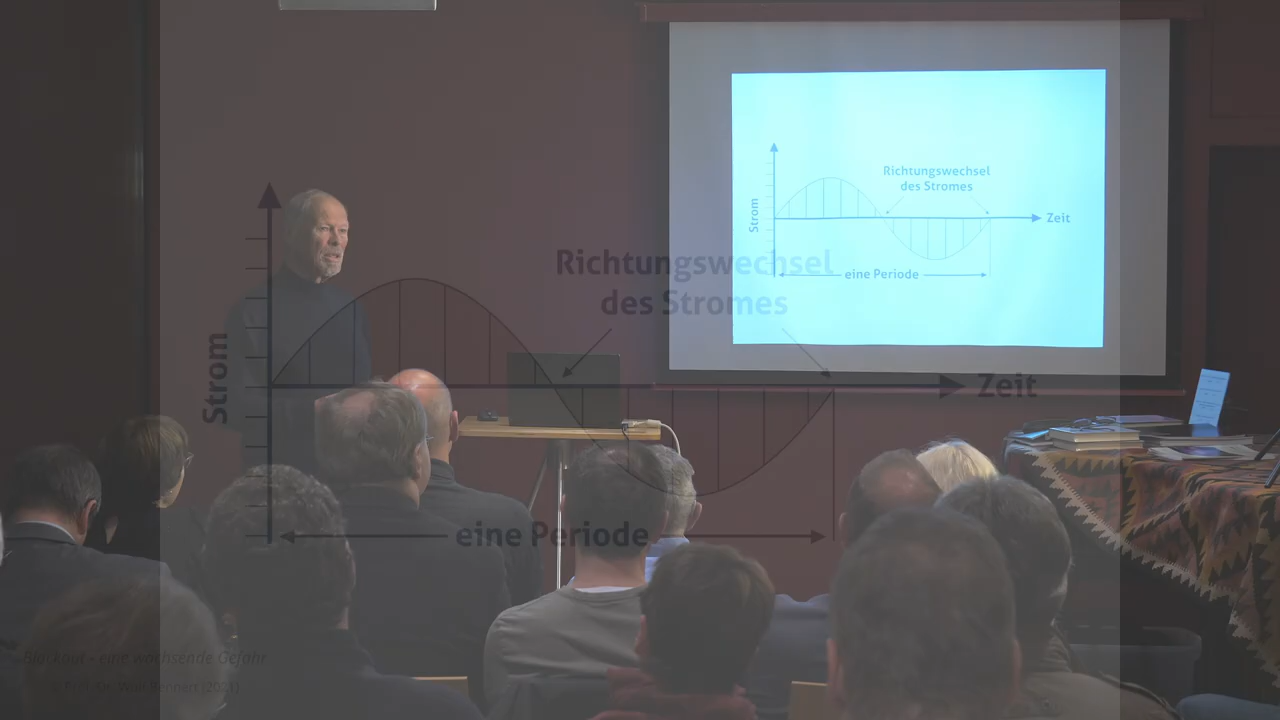 Richtungswechsel
des Stromes
Strom
Zeit
eine Periode
Richtungswechsel
des Stromes
Strom
Zeit
eine Periode
Blackout - eine wachsende Gefahr